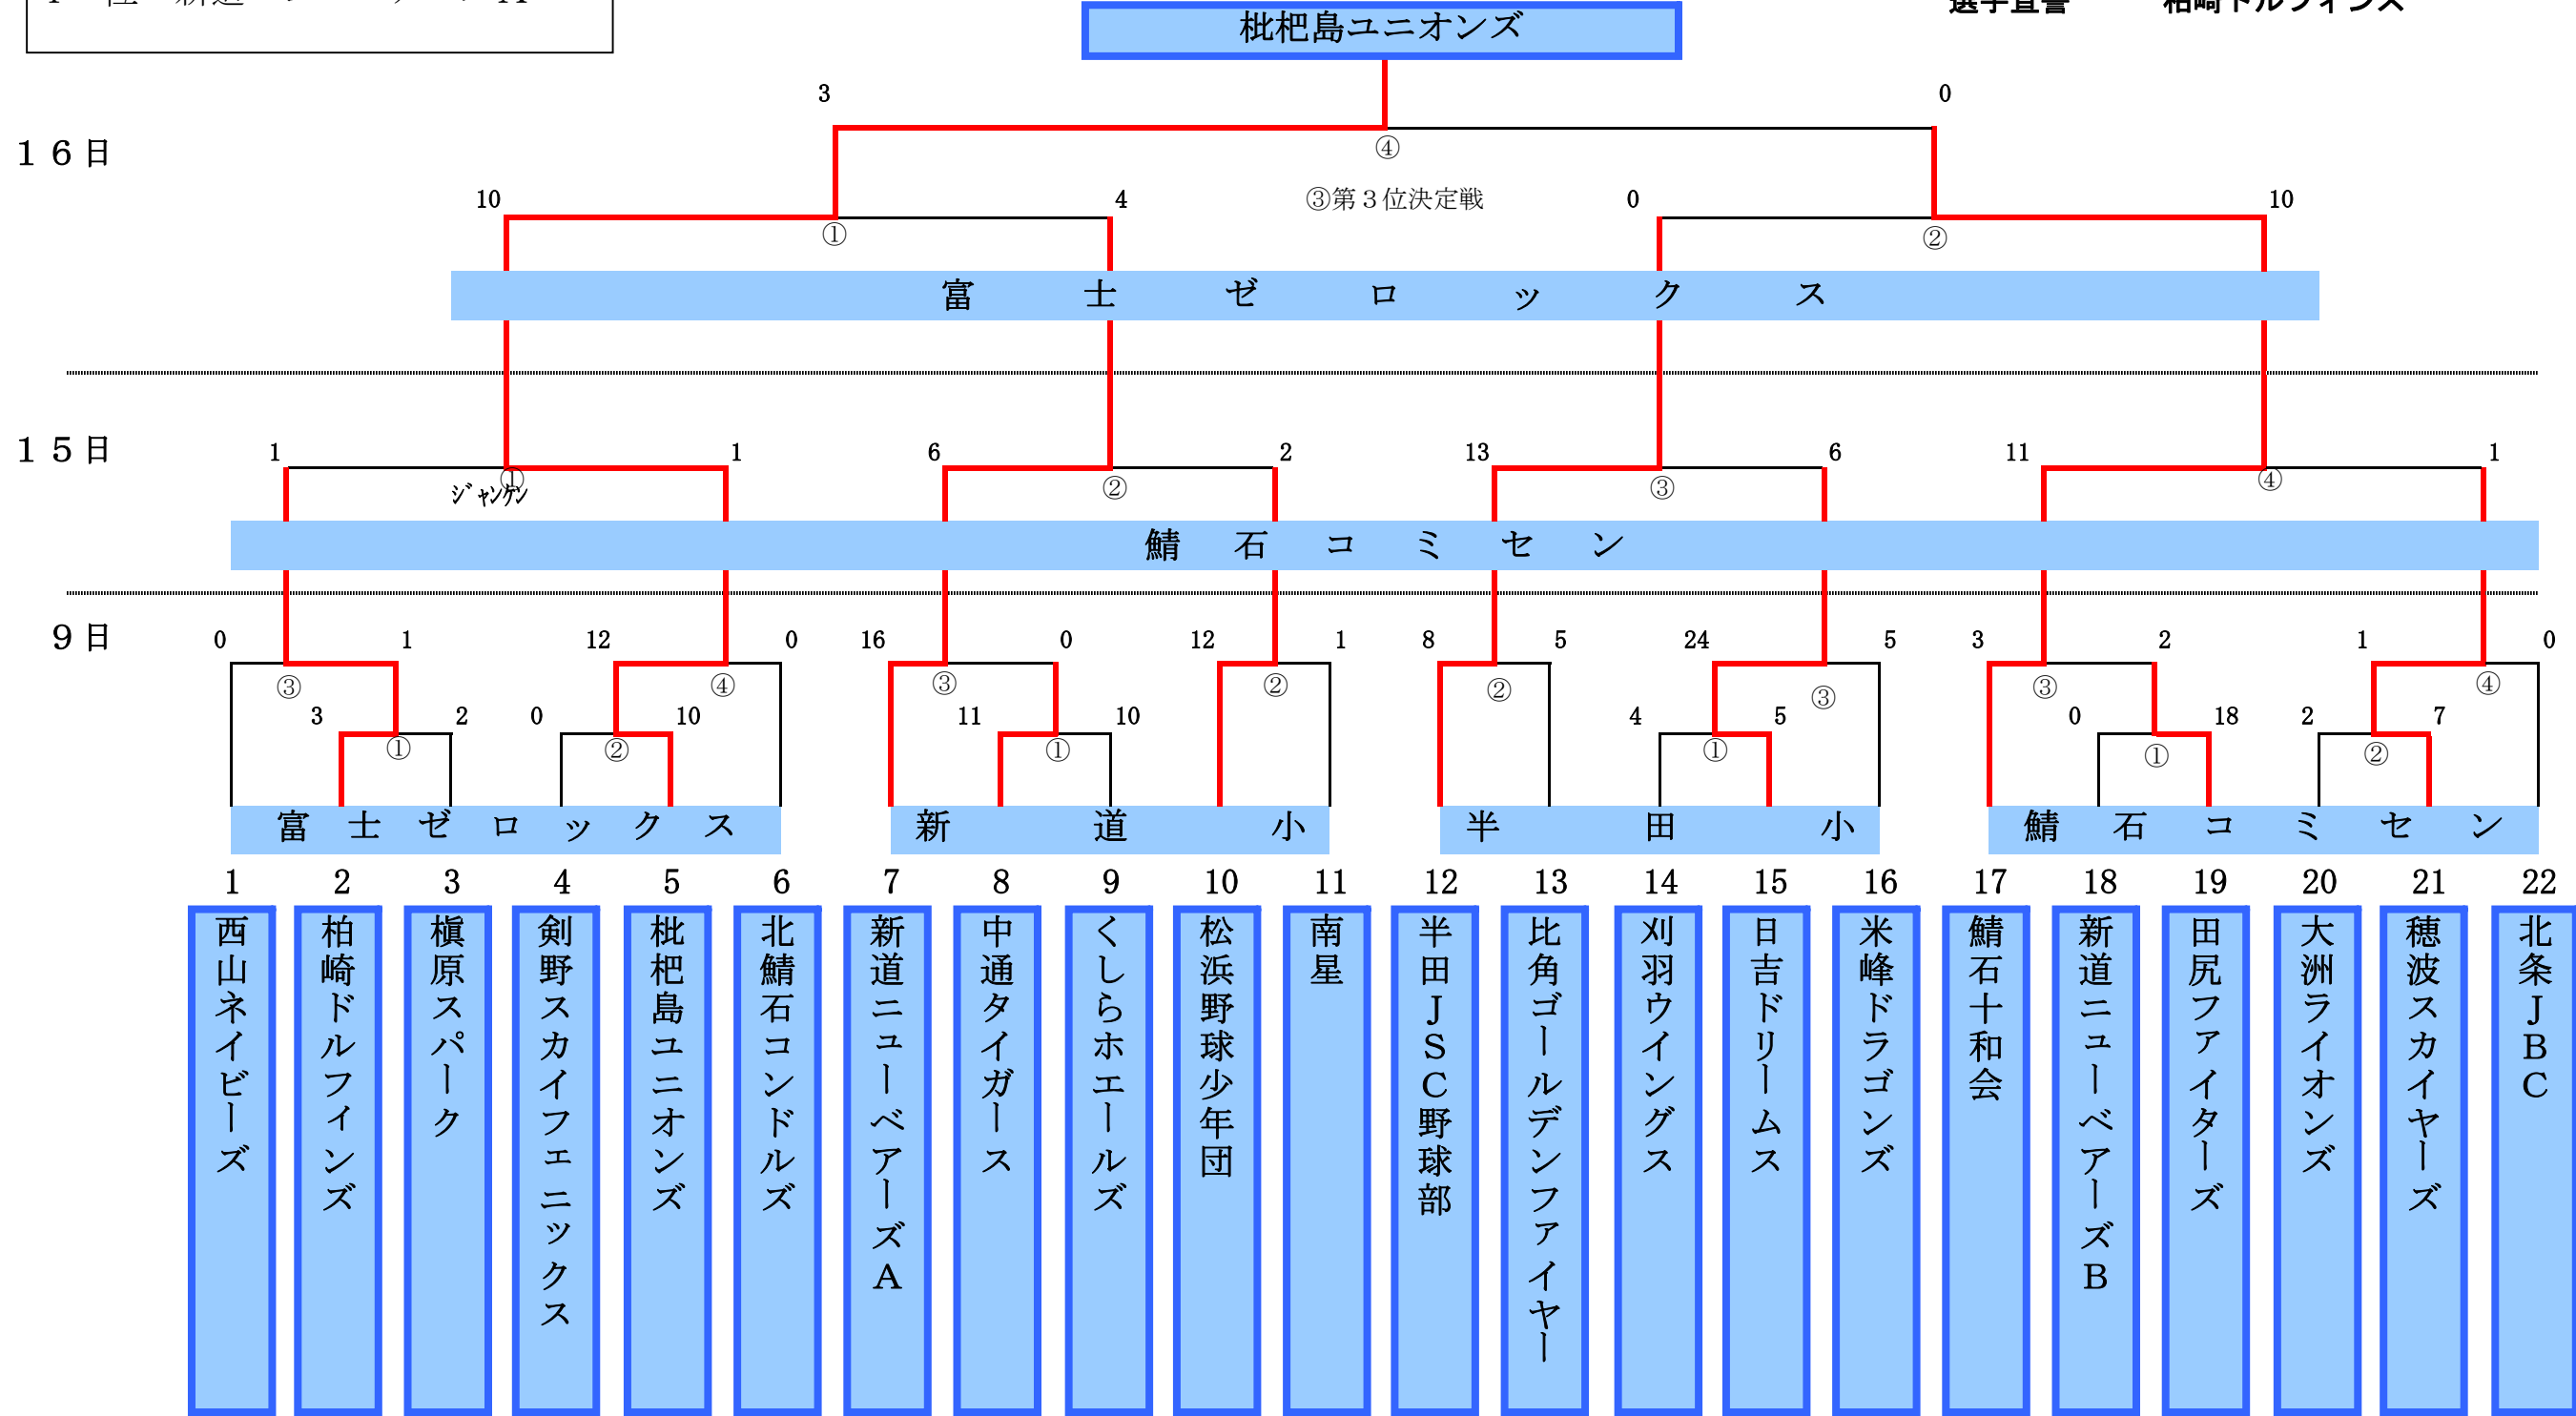 枇杷島ユニオンズ
選手宣誓 柏崎ドルフィンズ
3 0
１６日
④
10 4 ③第３位決定戦 0 10
① ②
富士ゼロックス
１５日
1 1 6 2 13 6 11 1
① ② ③ ④
ｼﾞｬﾝｹﾝ
鯖石コミセン
９日
0 1 12 0 16 0 12 1 8 5 24 5 3 2 1 0
③ ④ ③ ② ② ③ ③ ④
3 2 0 10 11 10 4 5 0 18 2 7
① ② ① ① ① ②
富士ゼロックス 新道小 半田小 鯖石コミセン
1 2 3 4 5 6 7 8 9 10 11 12 13 14 15 16 17 18 19 20 21 22
西山ネイビーズ
柏崎ドルフィンズ
槇原スパーク
剣野スカイフェニックス
枇杷島ユニオンズ
北鯖石コンドルズ
新道ニューベアーズA
中通タイガース
くしらホエールズ
松浜野球少年団
南星
半田JSC野球部
比角ゴールデンファイヤー
刈羽ウイングス
日吉ドリームス
米峰ドラゴンズ
鯖石十和会
新道ニューベアーズB
田尻ファイターズ
大洲ライオンズ
穂波スカイヤーズ
北条JBC